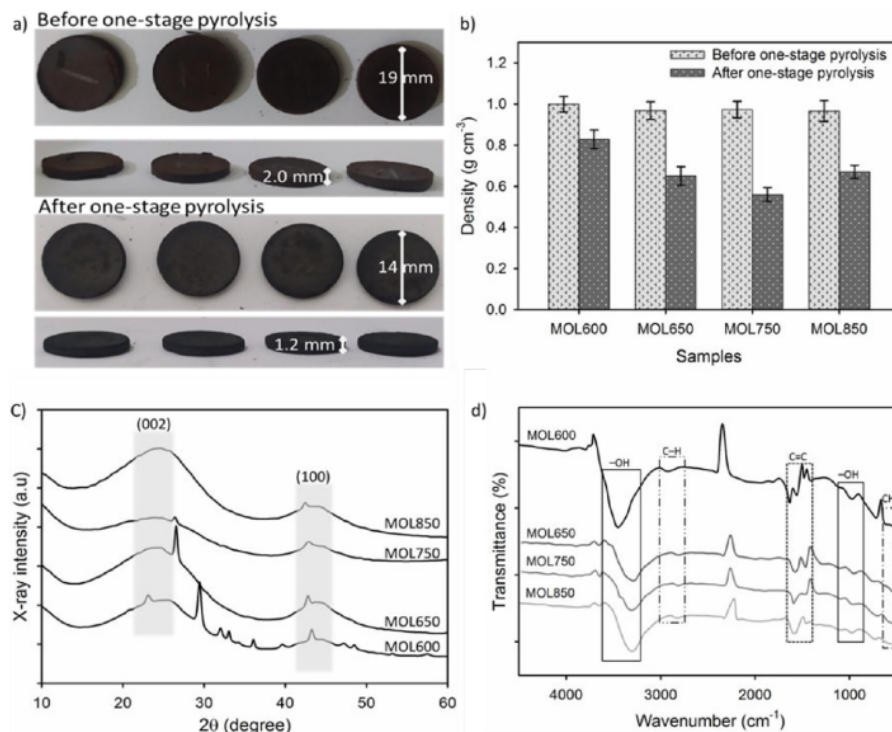 a)
Before one-stage pyrolysis
19 mm
2.0 mm
After one-stage pyrolysis
14 mm
1.2 mm
b)
Before one-stage pyrolysis
After one-stage pyrolysis
Density (g cm⁻³)
1.2
1.0
0.8
0.6
0.4
0.2
0.0
MOL600 MOL650 MOL750 MOL850
Samples
C)
(002)
(100)
X-ray intensity (a.u)
MOL850
MOL750
MOL650
MOL600
10 20 30 40 50 60
2θ (degree)
d)
MOL600
−OH
C−H
C=C
−OH
MOL650
MOL750
MOL850
Transmittance (%)
4000 3000 2000 1000
Wavenumber (cm⁻¹)